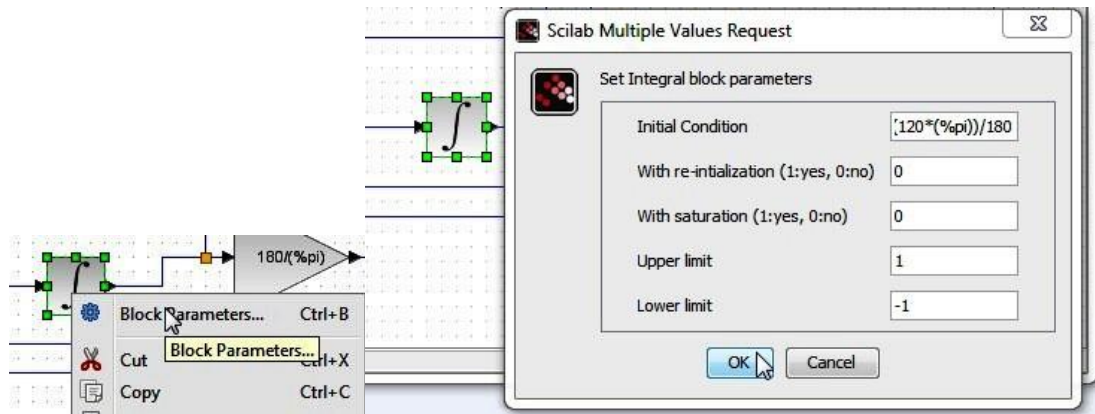 Scilab Multiple Values Request
Set Integral block parameters
Initial Condition
(120*(%pi))/180
With re-intialization (1:yes, 0:no)
0
With saturation (1:yes, 0:no)
0
Upper limit
1
Lower limit
-1
OK
Cancel
180/(%pi)
Block Parameters...
Ctrl+B
Block Parameters...
Cut
Ctrl+X
Copy
Ctrl+C